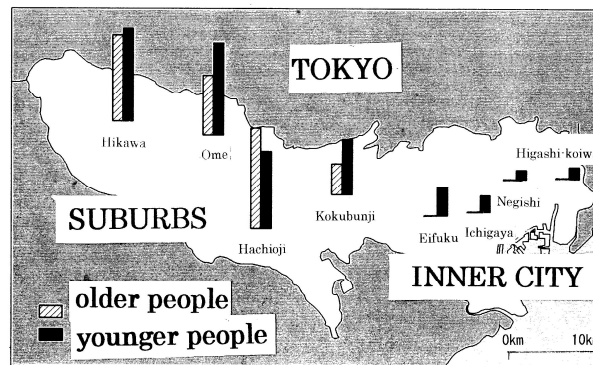 TOKYO
Hikawa
Ome
Higashi-koiw
Negishi
Kokubunji
SUBURBS
Ichigaya
Eifuku
Hachioji
INNER CITY
older people
younger people
0km
10k